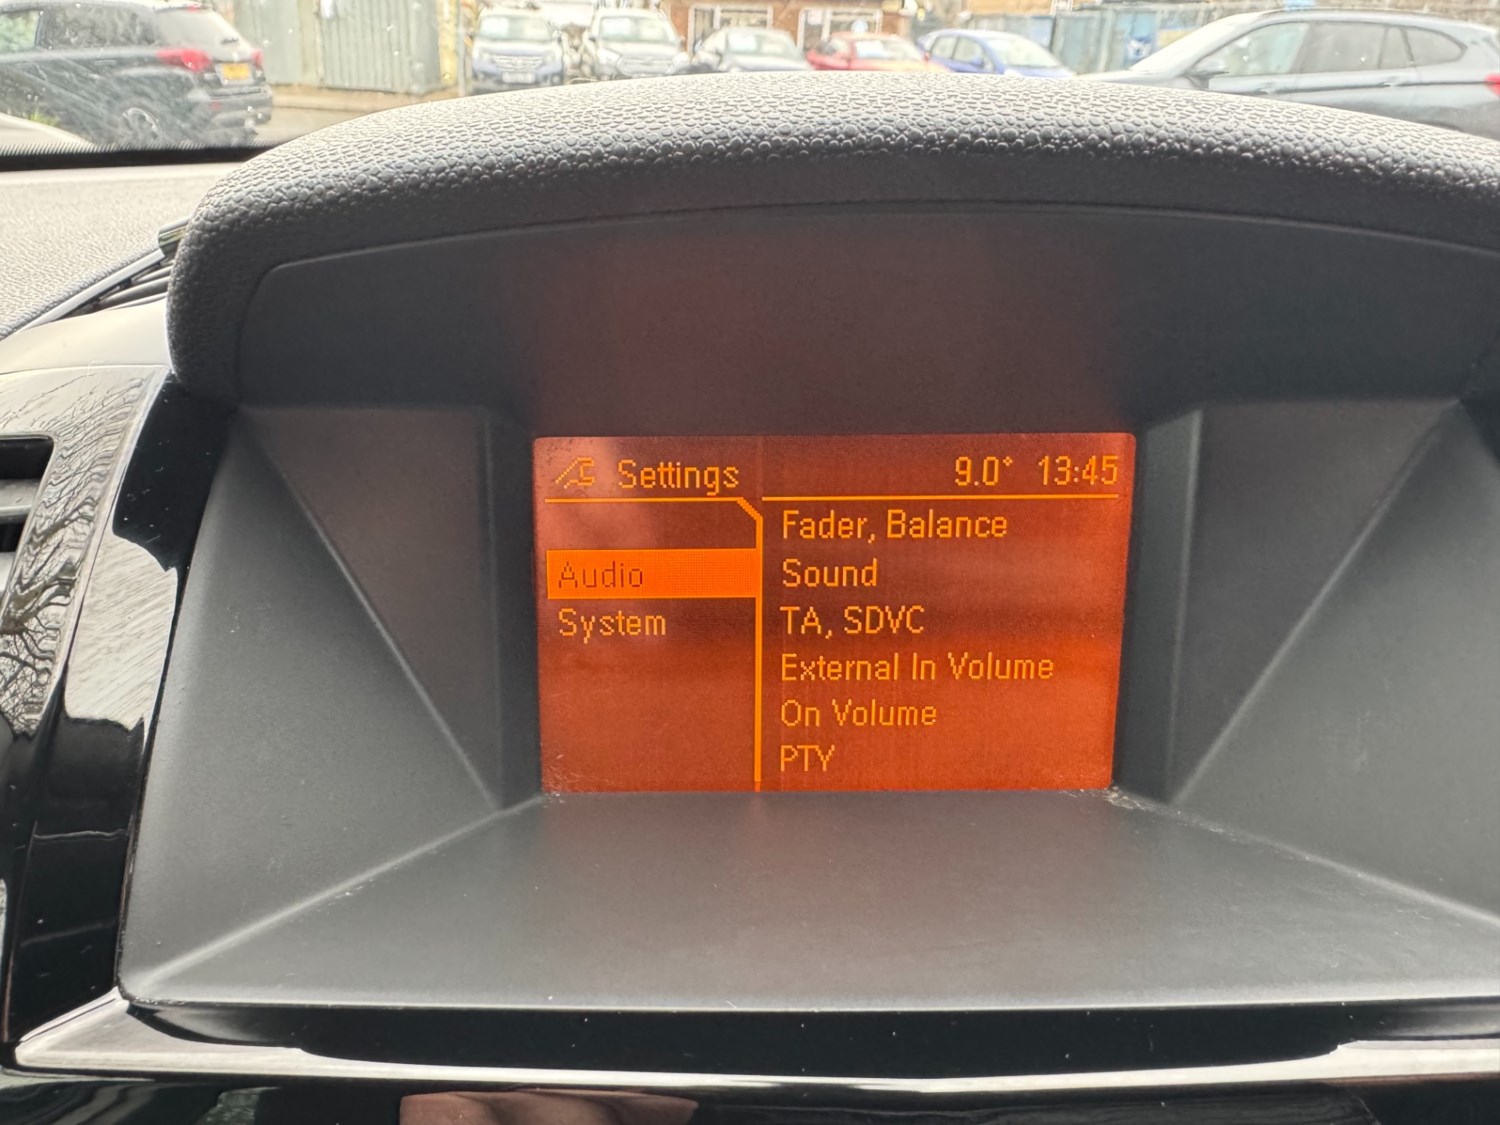 Settings 9.0° 13:45
Fader, Balance
Audio Sound
System TA, SDVC
External In Volume
On Volume
PTY